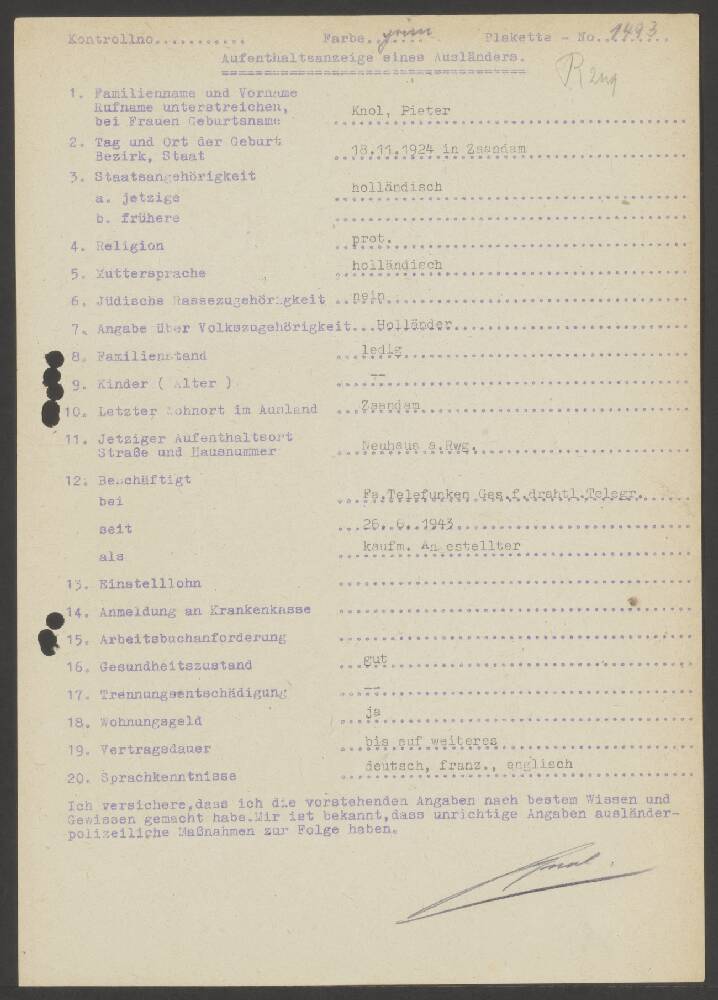 Kontrollno........... Farbe..grün Plakette - No..1493....
Aufenthaltsanzeige eines Ausländers.
1. Familienname und Vorname
Rufname unterstreichen,
bei Frauen Geburtsname Knol, Pieter
2. Tag und Ort der Geburt
Bezirk, Staat 18.11.1924 in Zaandam
3. Staatsangehörigkeit
a. jetzige holländisch
b. frühere
4. Religion prot.
5. Muttersprache holländisch
6. Jüdische Rassezugehörigkeit nein
7. Angabe über Volkszugehörigkeit... Holländer
8. Familienstand ledig
9. Kinder ( Alter ) --
10. Letzter Wohnort im Ausland Zaandam
11. Jetziger Aufenthaltsort
Straße und Hausnummer Neuhaus a.Rwg.
12. Beschäftigt
bei Fa.Telefunken Ges.f.drahtl.Telegr.
seit 26. 6. 1943
als kaufm. Angestellter
13. Einstelllohn
14. Anmeldung an Krankenkasse
15. Arbeitsbuchanforderung
16. Gesundheitszustand gut
17. Trennungsentschädigung --
18. Wohnungsgeld ja
19. Vertragsdauer bis auf weiteres
20. Sprachkenntnisse deutsch, franz., englisch
Ich versichere,dass ich die vorstehenden Angaben nach bestem Wissen und
Gewissen gemacht habe.Mir ist bekannt,dass unrichtige Angaben ausländer-
polizeiliche Maßnahmen zur Folge haben.
Knol.